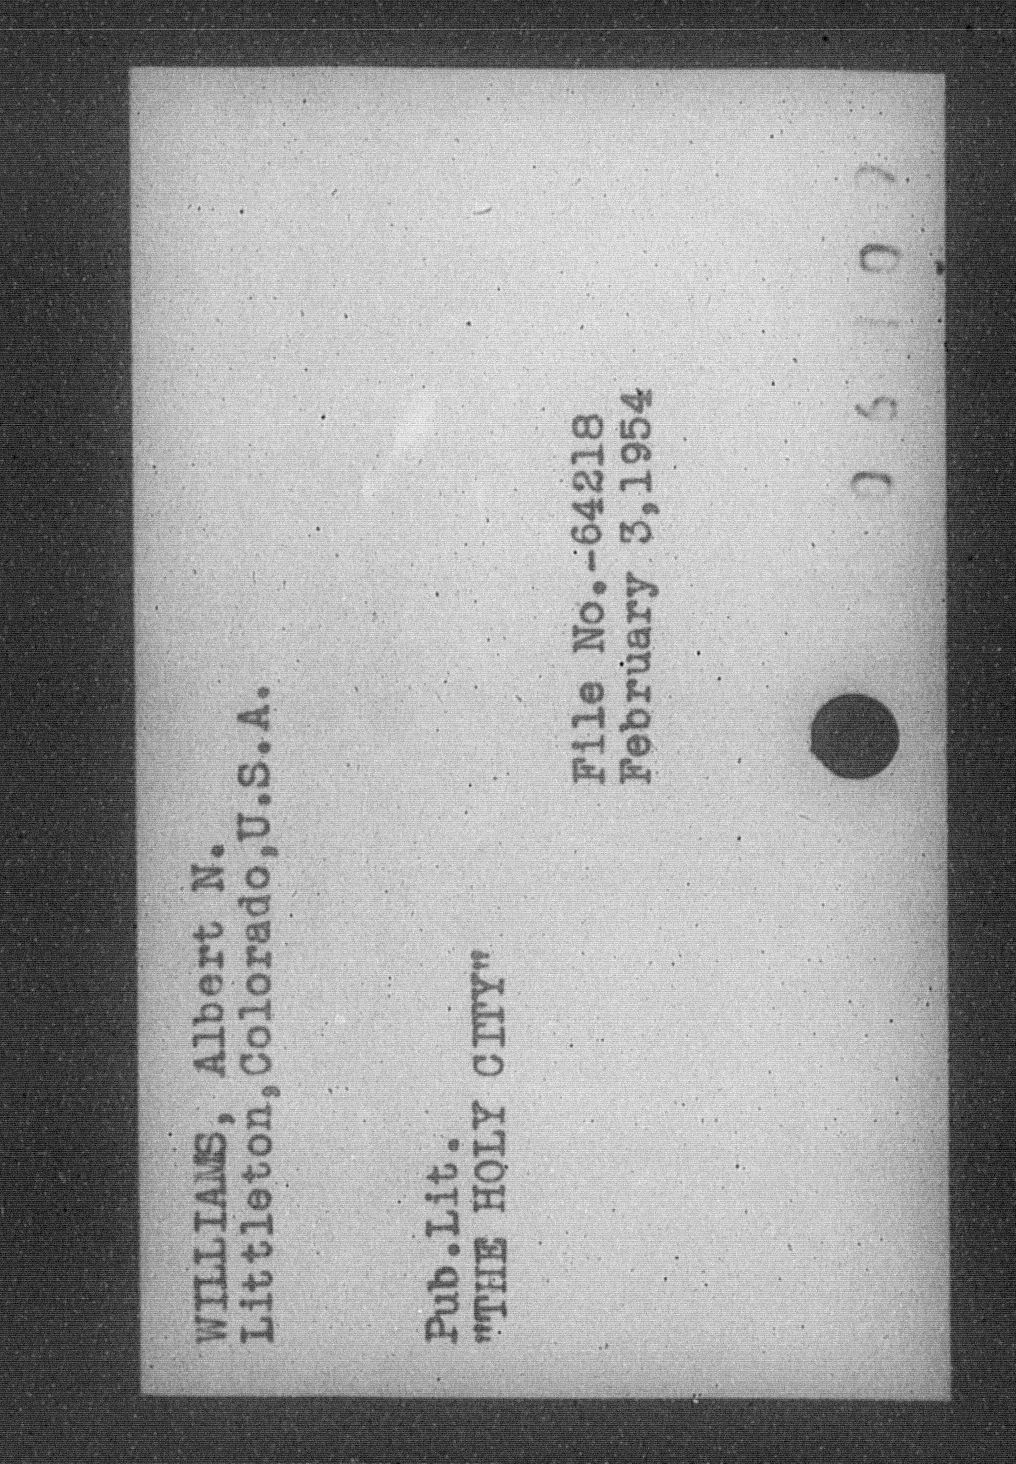 WILLIAMS, Albert N.
Littleton,Colorado,U.S.A.
Pub.Lit.
"THE HOLY CITY"
File No.-64218
February 3,1954